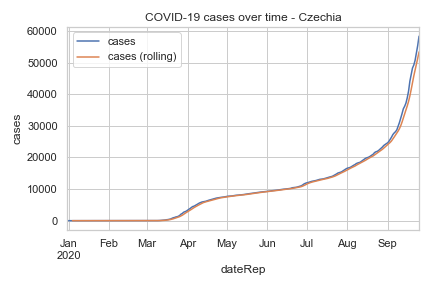 COVID-19 cases over time - Czechia
cases
cases (rolling)
60000
50000
40000
30000
20000
10000
0
cases
Jan Feb Mar Apr May Jun Jul Aug Sep
2020
dateRep